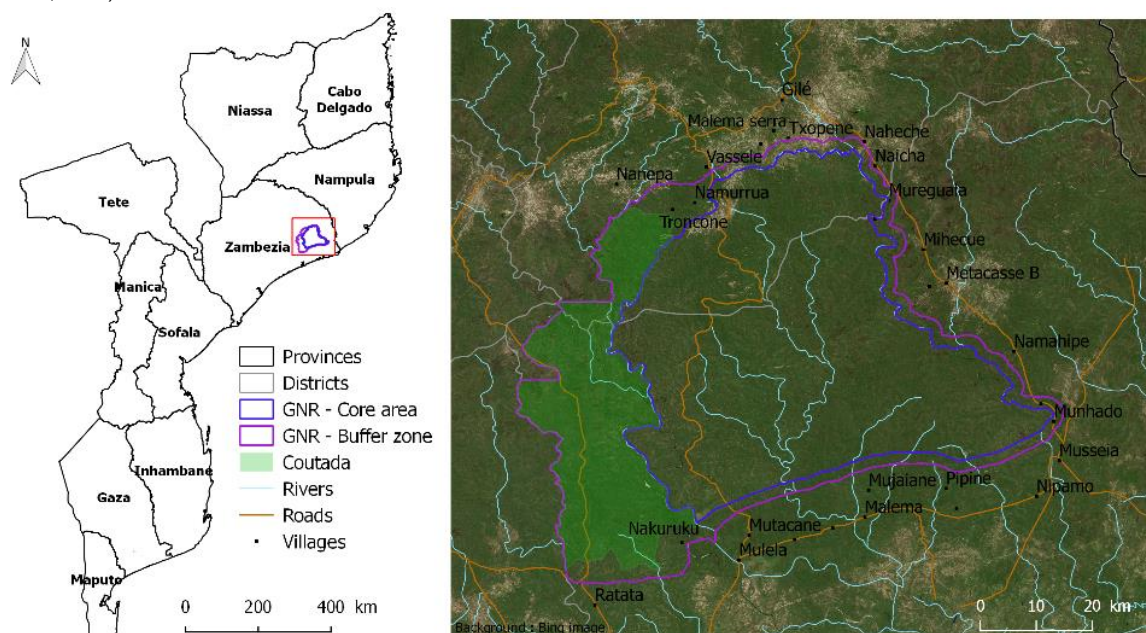 N
Niassa
Cabo
Delgado
Nampula
Tete
Zambezia
Manica
Sofala
Inhambane
Gaza
Maputo
Provinces
Districts
GNR - Core area
GNR - Buffer zone
Coutada
Rivers
Roads
Villages
0 200 400 km
Gilé
Malema serra
Txopene
Naheche
Vassele
Naicha
Nanepa
Namurrua
Mureguata
Troncone
Mihecue
Metacasse B
Namahipe
Munhado
Musseia
Mujaiane
Pipine
Nipamo
Malema
Nakuruku
Mutacane
Mulela
Ratata
0 10 20 km
Background : Bing image